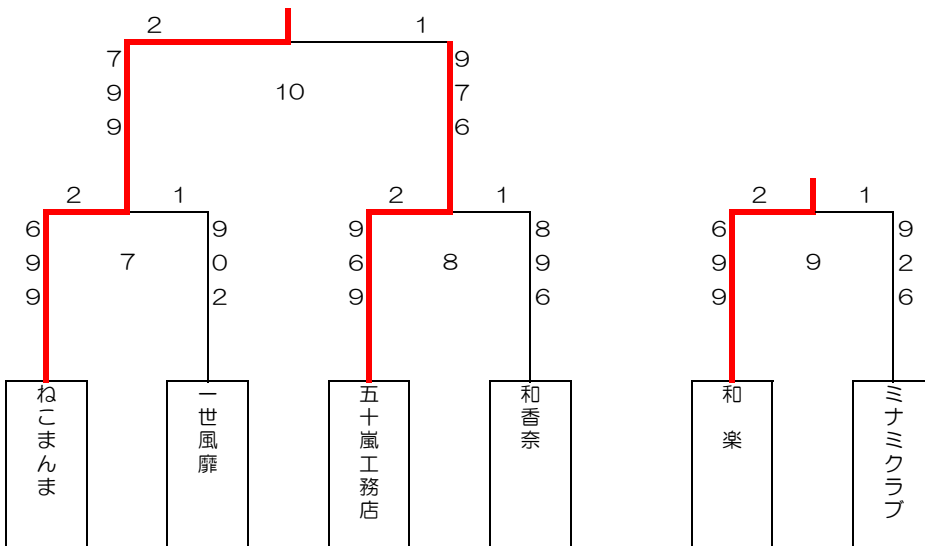 2 1
7 9
9 10 7
9 6
2 1 2 1 2 1
6 9 9 8 6 9
9 7 0 6 8 9 9 9 2
9 2 9 6 9 6
ねこまんま
一世風靡
五十嵐工務店
和香奈
和 楽
ミナミクラブ